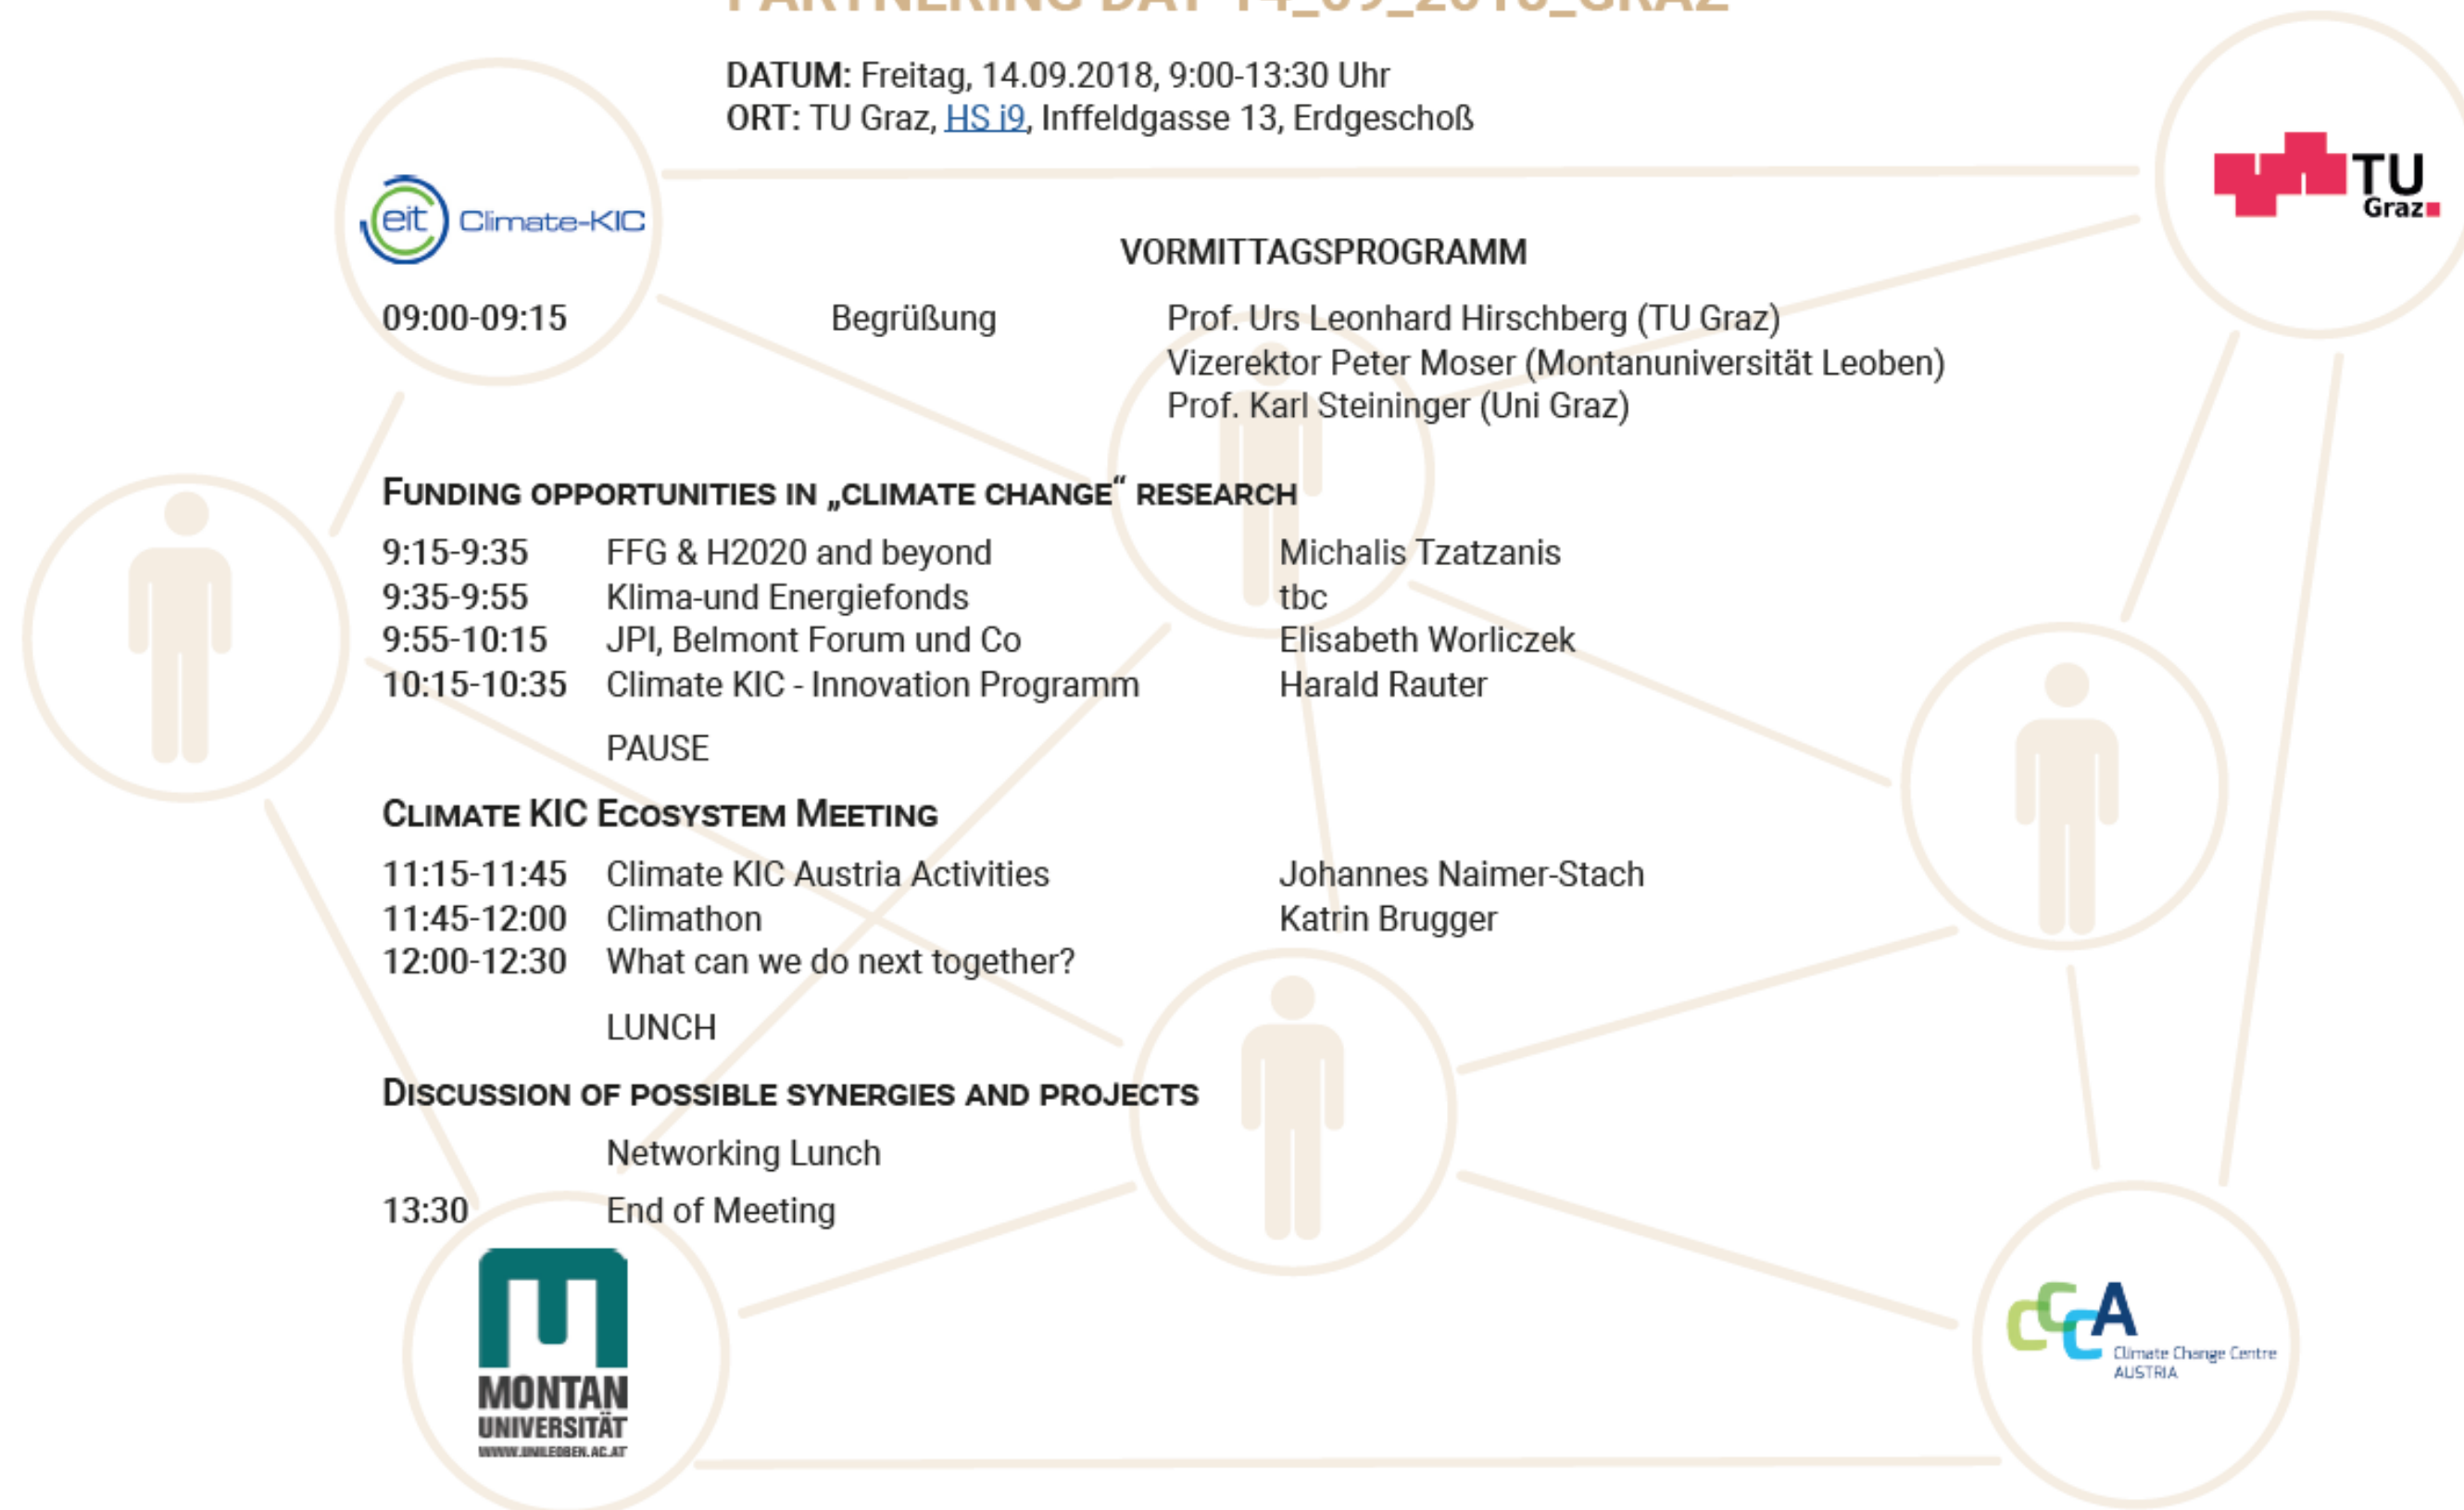 PARTNERING DAY 14_09_2018_GRAZ
DATUM: Freitag, 14.09.2018, 9:00-13:30 Uhr
ORT: TU Graz, HS i9, Inffeldgasse 13, Erdgeschoß
eit Climate-KIC
TU
Graz
VORMITTAGSPROGRAMM
09:00-09:15 Begrüßung Prof. Urs Leonhard Hirschberg (TU Graz)
Vizerektor Peter Moser (Montanuniversität Leoben)
Prof. Karl Steininger (Uni Graz)
FUNDING OPPORTUNITIES IN „CLIMATE CHANGE“ RESEARCH
9:15-9:35 FFG & H2020 and beyond Michalis Tzatzanis
9:35-9:55 Klima-und Energiefonds tbc
9:55-10:15 JPI, Belmont Forum und Co Elisabeth Worliczek
10:15-10:35 Climate KIC - Innovation Programm Harald Rauter
PAUSE
CLIMATE KIC ECOSYSTEM MEETING
11:15-11:45 Climate KIC Austria Activities Johannes Naimer-Stach
11:45-12:00 Climathon Katrin Brugger
12:00-12:30 What can we do next together?
LUNCH
DISCUSSION OF POSSIBLE SYNERGIES AND PROJECTS
Networking Lunch
13:30 End of Meeting
MONTAN
UNIVERSITÄT
WWW.UNILEOBEN.AC.AT
CCCA
Climate Change Centre
AUSTRIA